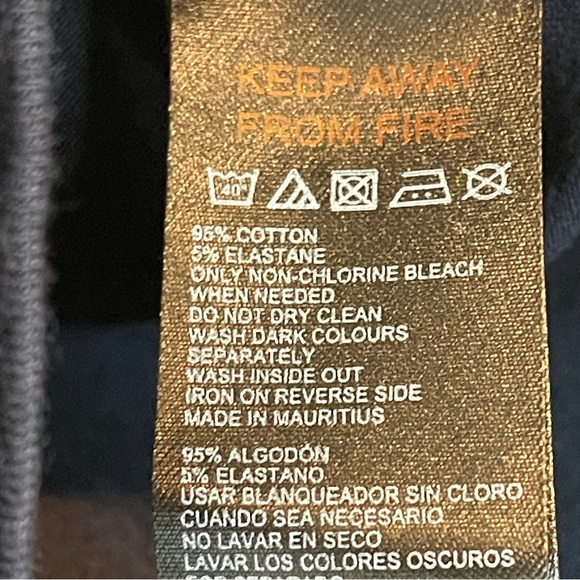 KEEP AWAY
FROM FIRE
40°
95% COTTON
5% ELASTANE
ONLY NON-CHLORINE BLEACH
WHEN NEEDED
DO NOT DRY CLEAN
WASH DARK COLOURS
SEPARATELY
WASH INSIDE OUT
IRON ON REVERSE SIDE
MADE IN MAURITIUS
95% ALGODÓN
5% ELASTANO
USAR BLANQUEADOR SIN CLORO
CUANDO SEA NECESARIO
NO LAVAR EN SECO
LAVAR LOS COLORES OSCUROS